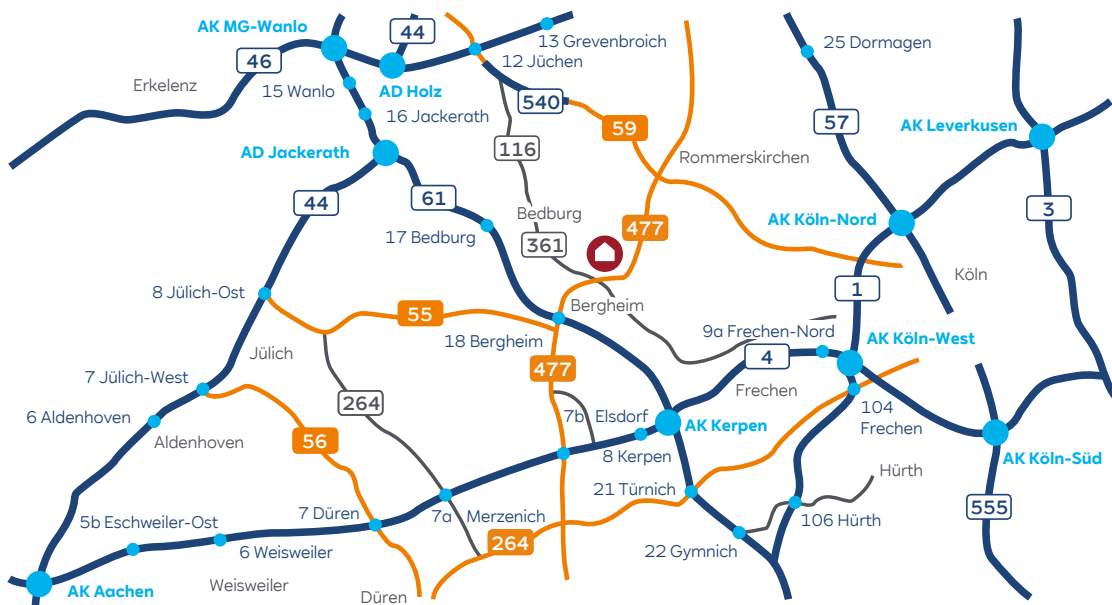 AK MG-Wanlo
44
13 Grevenbroich
12 Jüchen
25 Dormagen
46
Erkelenz
15 Wanlo
AD Holz
16 Jackerath
540
59
57
AK Leverkusen
AD Jackerath
116
Rommerskirchen
44
61
3
17 Bedburg
Bedburg
361
477
AK Köln-Nord
Köln
8 Jülich-Ost
1
55
Bergheim
18 Bergheim
9a Frechen-Nord
AK Köln-West
4
Jülich
7 Jülich-West
477
Frechen
264
6 Aldenhoven
Aldenhoven
56
7b Elsdorf
AK Kerpen
104
Frechen
8 Kerpen
AK Köln-Süd
Hürth
21 Türnich
5b Eschweiler-Ost
7 Düren
7a Merzenich
106 Hürth
555
6 Weisweiler
264
22 Gymnich
AK Aachen
Weisweiler
Düren